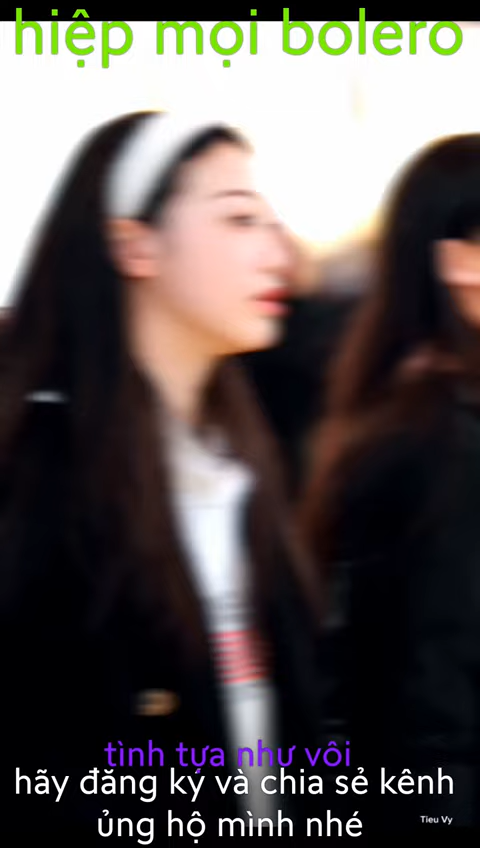 hiệp mọi bolero
tình tựa như vôi
hãy đăng ký và chia sẻ kênh
ủng hộ mình nhé
Tieu Vy